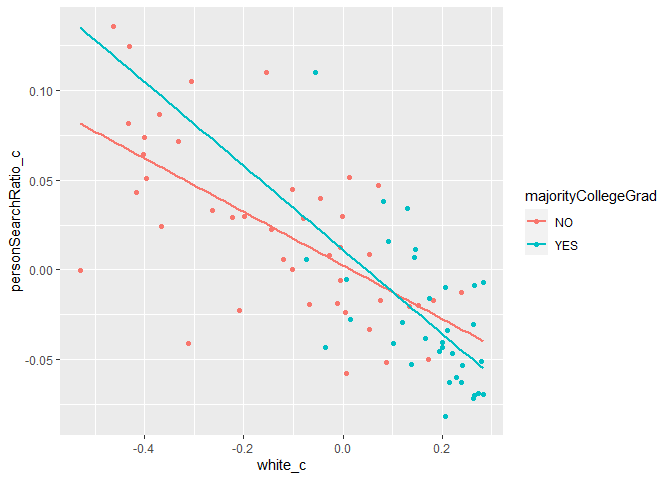 0.10
0.05
0.00
-0.05
personSearchRatio_c
-0.4
-0.2
0.0
0.2
white_c
majorityCollegeGrad
NO
YES